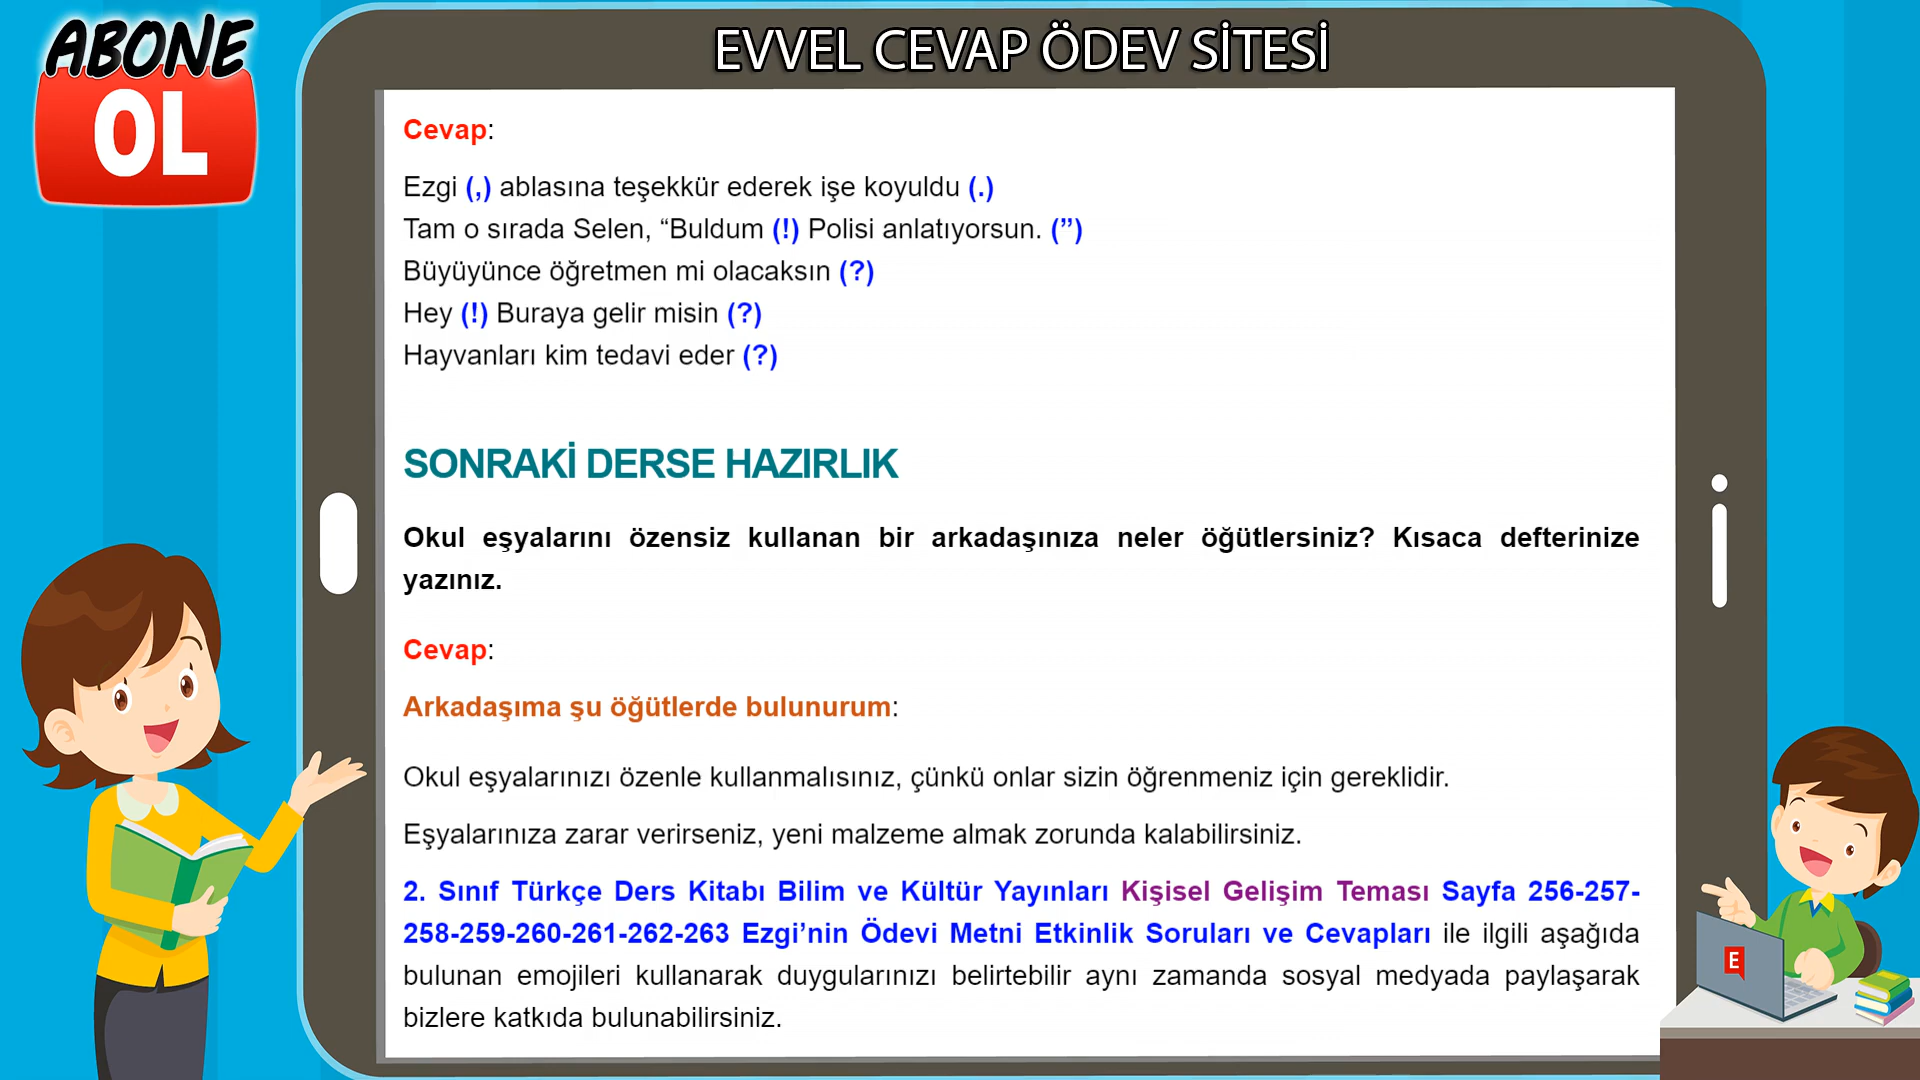 ABONE
OL
EVVEL CEVAP ÖDEV SİTESİ
Cevap:
Ezgi (,) ablasına teşekkür ederek işe koyuldu (.)
Tam o sırada Selen, “Buldum (!) Polisi anlatıyorsun. (”)
Büyüyünce öğretmen mi olacaksın (?)
Hey (!) Buraya gelir misin (?)
Hayvanları kim tedavi eder (?)
SONRAKİ DERSE HAZIRLIK
Okul eşyalarını özensiz kullanan bir arkadaşınıza neler öğütlersiniz? Kısaca defterinize
yazınız.
Cevap:
Arkadaşıma şu öğütlerde bulunurum:
Okul eşyalarınızı özenle kullanmalısınız, çünkü onlar sizin öğrenmeniz için gereklidir.
Eşyalarınıza zarar verirseniz, yeni malzeme almak zorunda kalabilirsiniz.
2. Sınıf Türkçe Ders Kitabı Bilim ve Kültür Yayınları Kişisel Gelişim Teması Sayfa 256-257-
258-259-260-261-262-263 Ezgi’nin Ödevi Metni Etkinlik Soruları ve Cevapları ile ilgili aşağıda
bulunan emojileri kullanarak duygularınızı belirtebilir aynı zamanda sosyal medyada paylaşarak
bizlere katkıda bulunabilirsiniz.
E